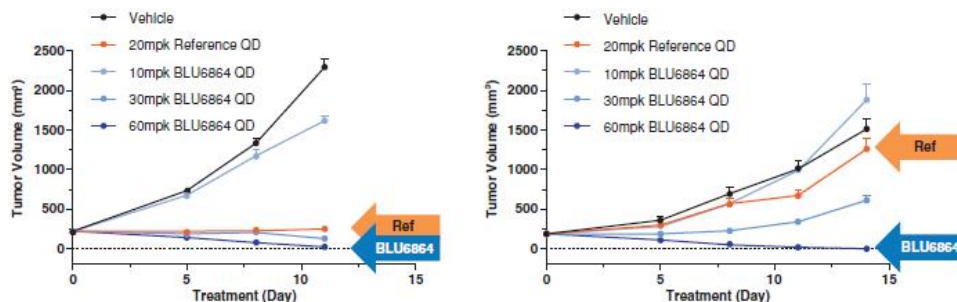 Vehicle
20mpk Reference QD
10mpk BLU6864 QD
30mpk BLU6864 QD
60mpk BLU6864 QD
Tumor Volume (mm³)
2500
2000
1500
1000
500
0
0
5
10
15
Treatment (Day)
Ref
BLU6864
Vehicle
20mpk Reference QD
10mpk BLU6864 QD
30mpk BLU6864 QD
60mpk BLU6864 QD
Tumor Volume (mm³)
2500
2000
1500
1000
500
0
0
5
10
15
Treatment (Day)
Ref
BLU6864